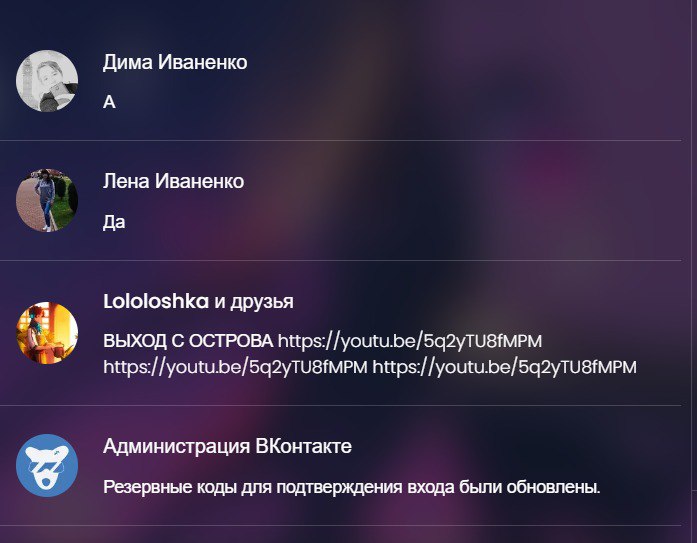 Дима Иваненко
А
Лена Иваненко
Да
Lololoshka и друзья
ВЫХОД С ОСТРОВА https://youtu.be/5q2yTU8fMPM
https://youtu.be/5q2yTU8fMPM https://youtu.be/5q2yTU8fMPM
Администрация ВКонтакте
Резервные коды для подтверждения входа были обновлены.